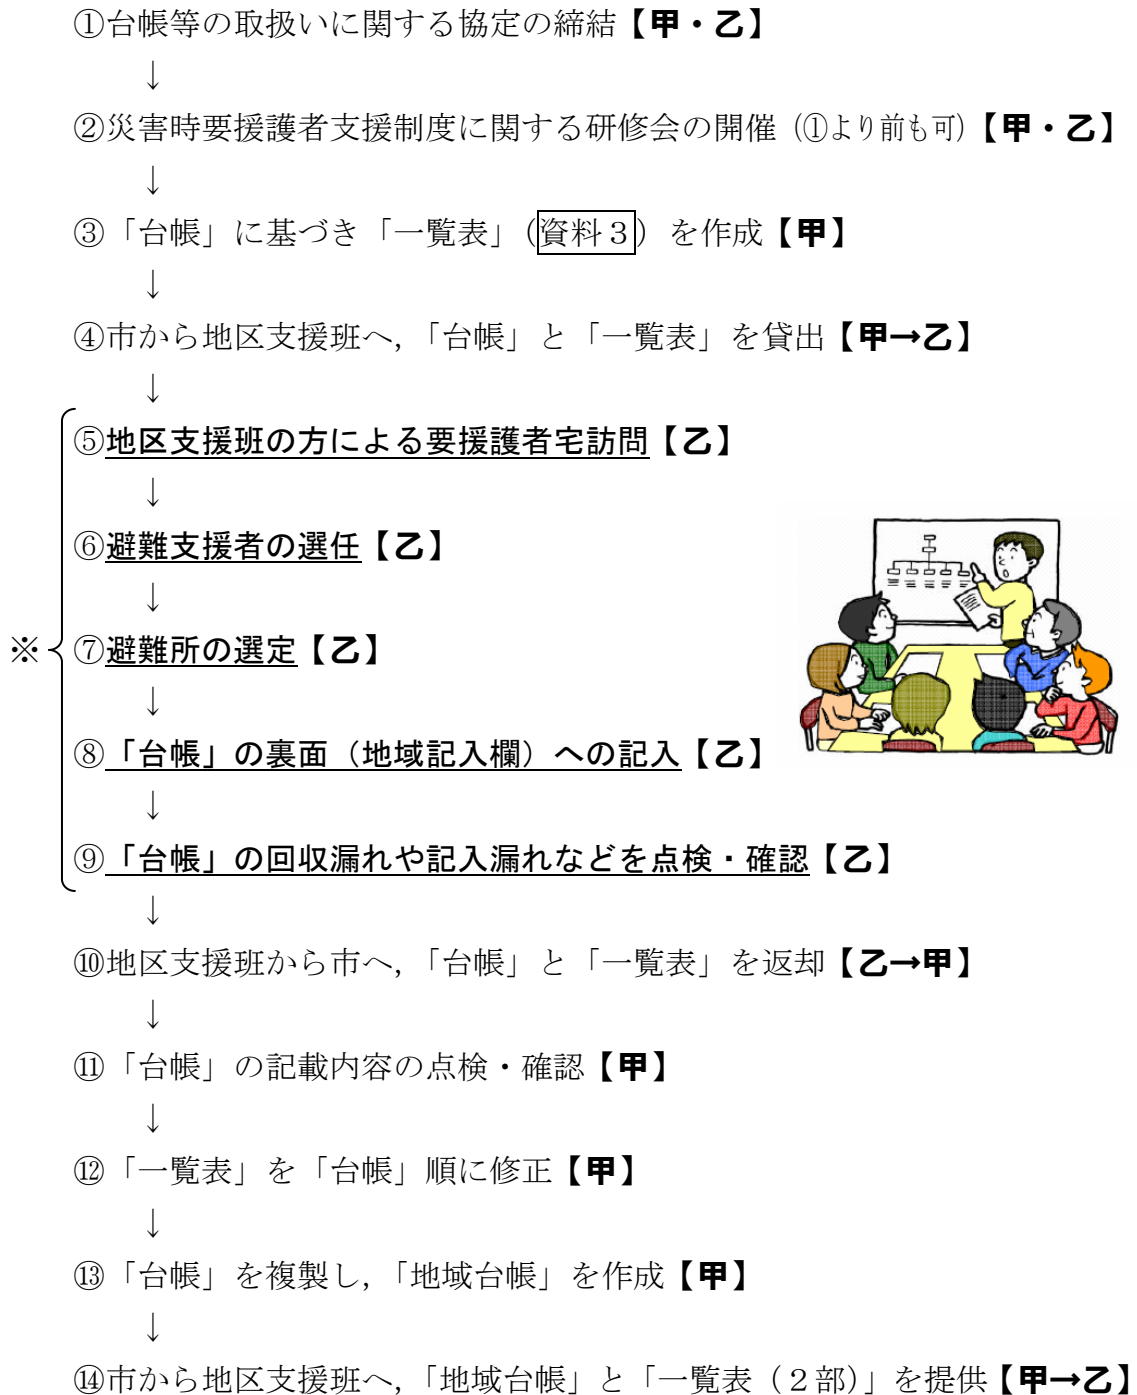 ①台帳等の取扱いに関する協定の締結【甲・乙】
↓
②災害時要援護者支援制度に関する研修会の開催（①より前も可）【甲・乙】
↓
③「台帳」に基づき「一覧表」（資料３）を作成【甲】
↓
④市から地区支援班へ，「台帳」と「一覧表」を貸出【甲→乙】
↓
⑤地区支援班の方による要援護者宅訪問【乙】
↓
⑥避難支援者の選任【乙】
↓
※⑦避難所の選定【乙】
↓
⑧「台帳」の裏面（地域記入欄）への記入【乙】
↓
⑨「台帳」の回収漏れや記入漏れなどを点検・確認【乙】
↓
⑩地区支援班から市へ，「台帳」と「一覧表」を返却【乙→甲】
↓
⑪「台帳」の記載内容の点検・確認【甲】
↓
⑫「一覧表」を「台帳」順に修正【甲】
↓
⑬「台帳」を複製し，「地域台帳」を作成【甲】
↓
⑭市から地区支援班へ，「地域台帳」と「一覧表（２部）」を提供【甲→乙】